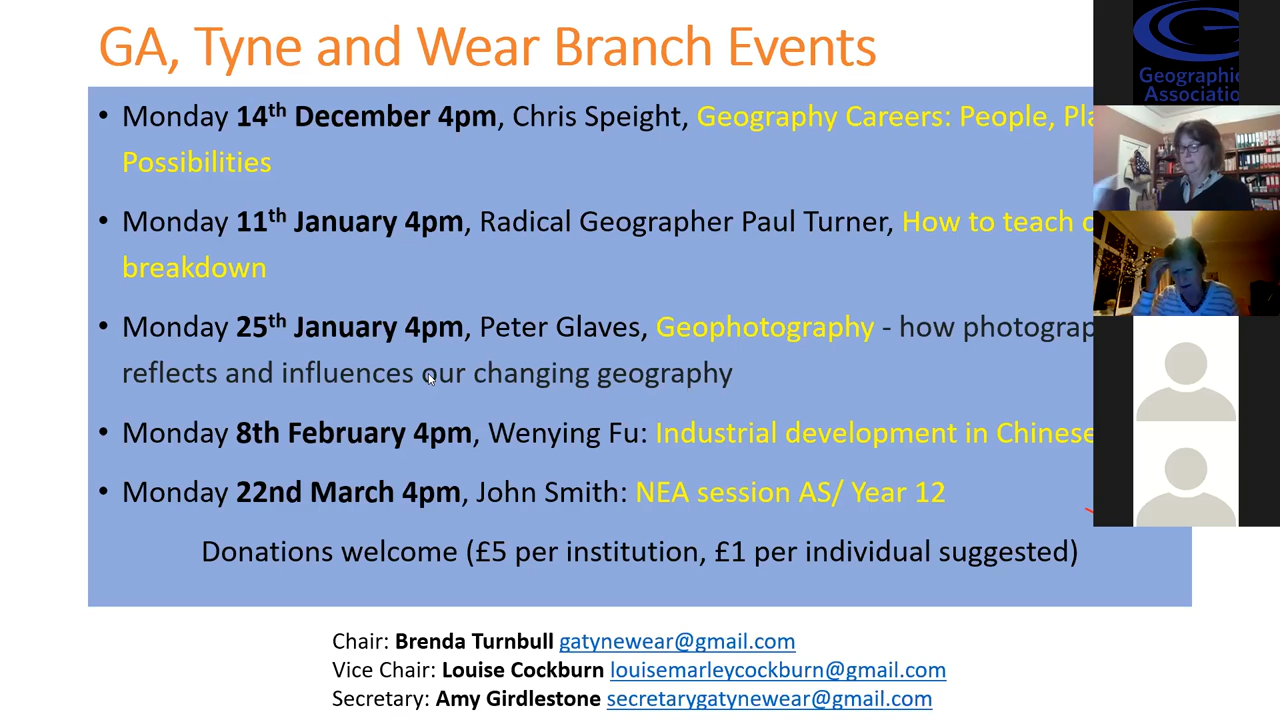 GA, Tyne and Wear Branch Events
• Monday 14th December 4pm, Chris Speight, Geography Careers: People,
Possibilities
• Monday 11th January 4pm, Radical Geographer Paul Turner, How to teach
breakdown
• Monday 25th January 4pm, Peter Glaves, Geophotography - how
reflects and influences our changing geography
• Monday 8th February 4pm, Wenying Fu: Industrial development in Chinese
• Monday 22nd March 4pm, John Smith: NEA session AS/ Year 12
Donations welcome (£5 per institution, £1 per individual suggested)
Chair: Brenda Turnbull gatynewear@gmail.com
Vice Chair: Louise Cockburn louisemarleycockburn@gmail.com
Secretary: Amy Girdlestone secretarygatynewear@gmail.com